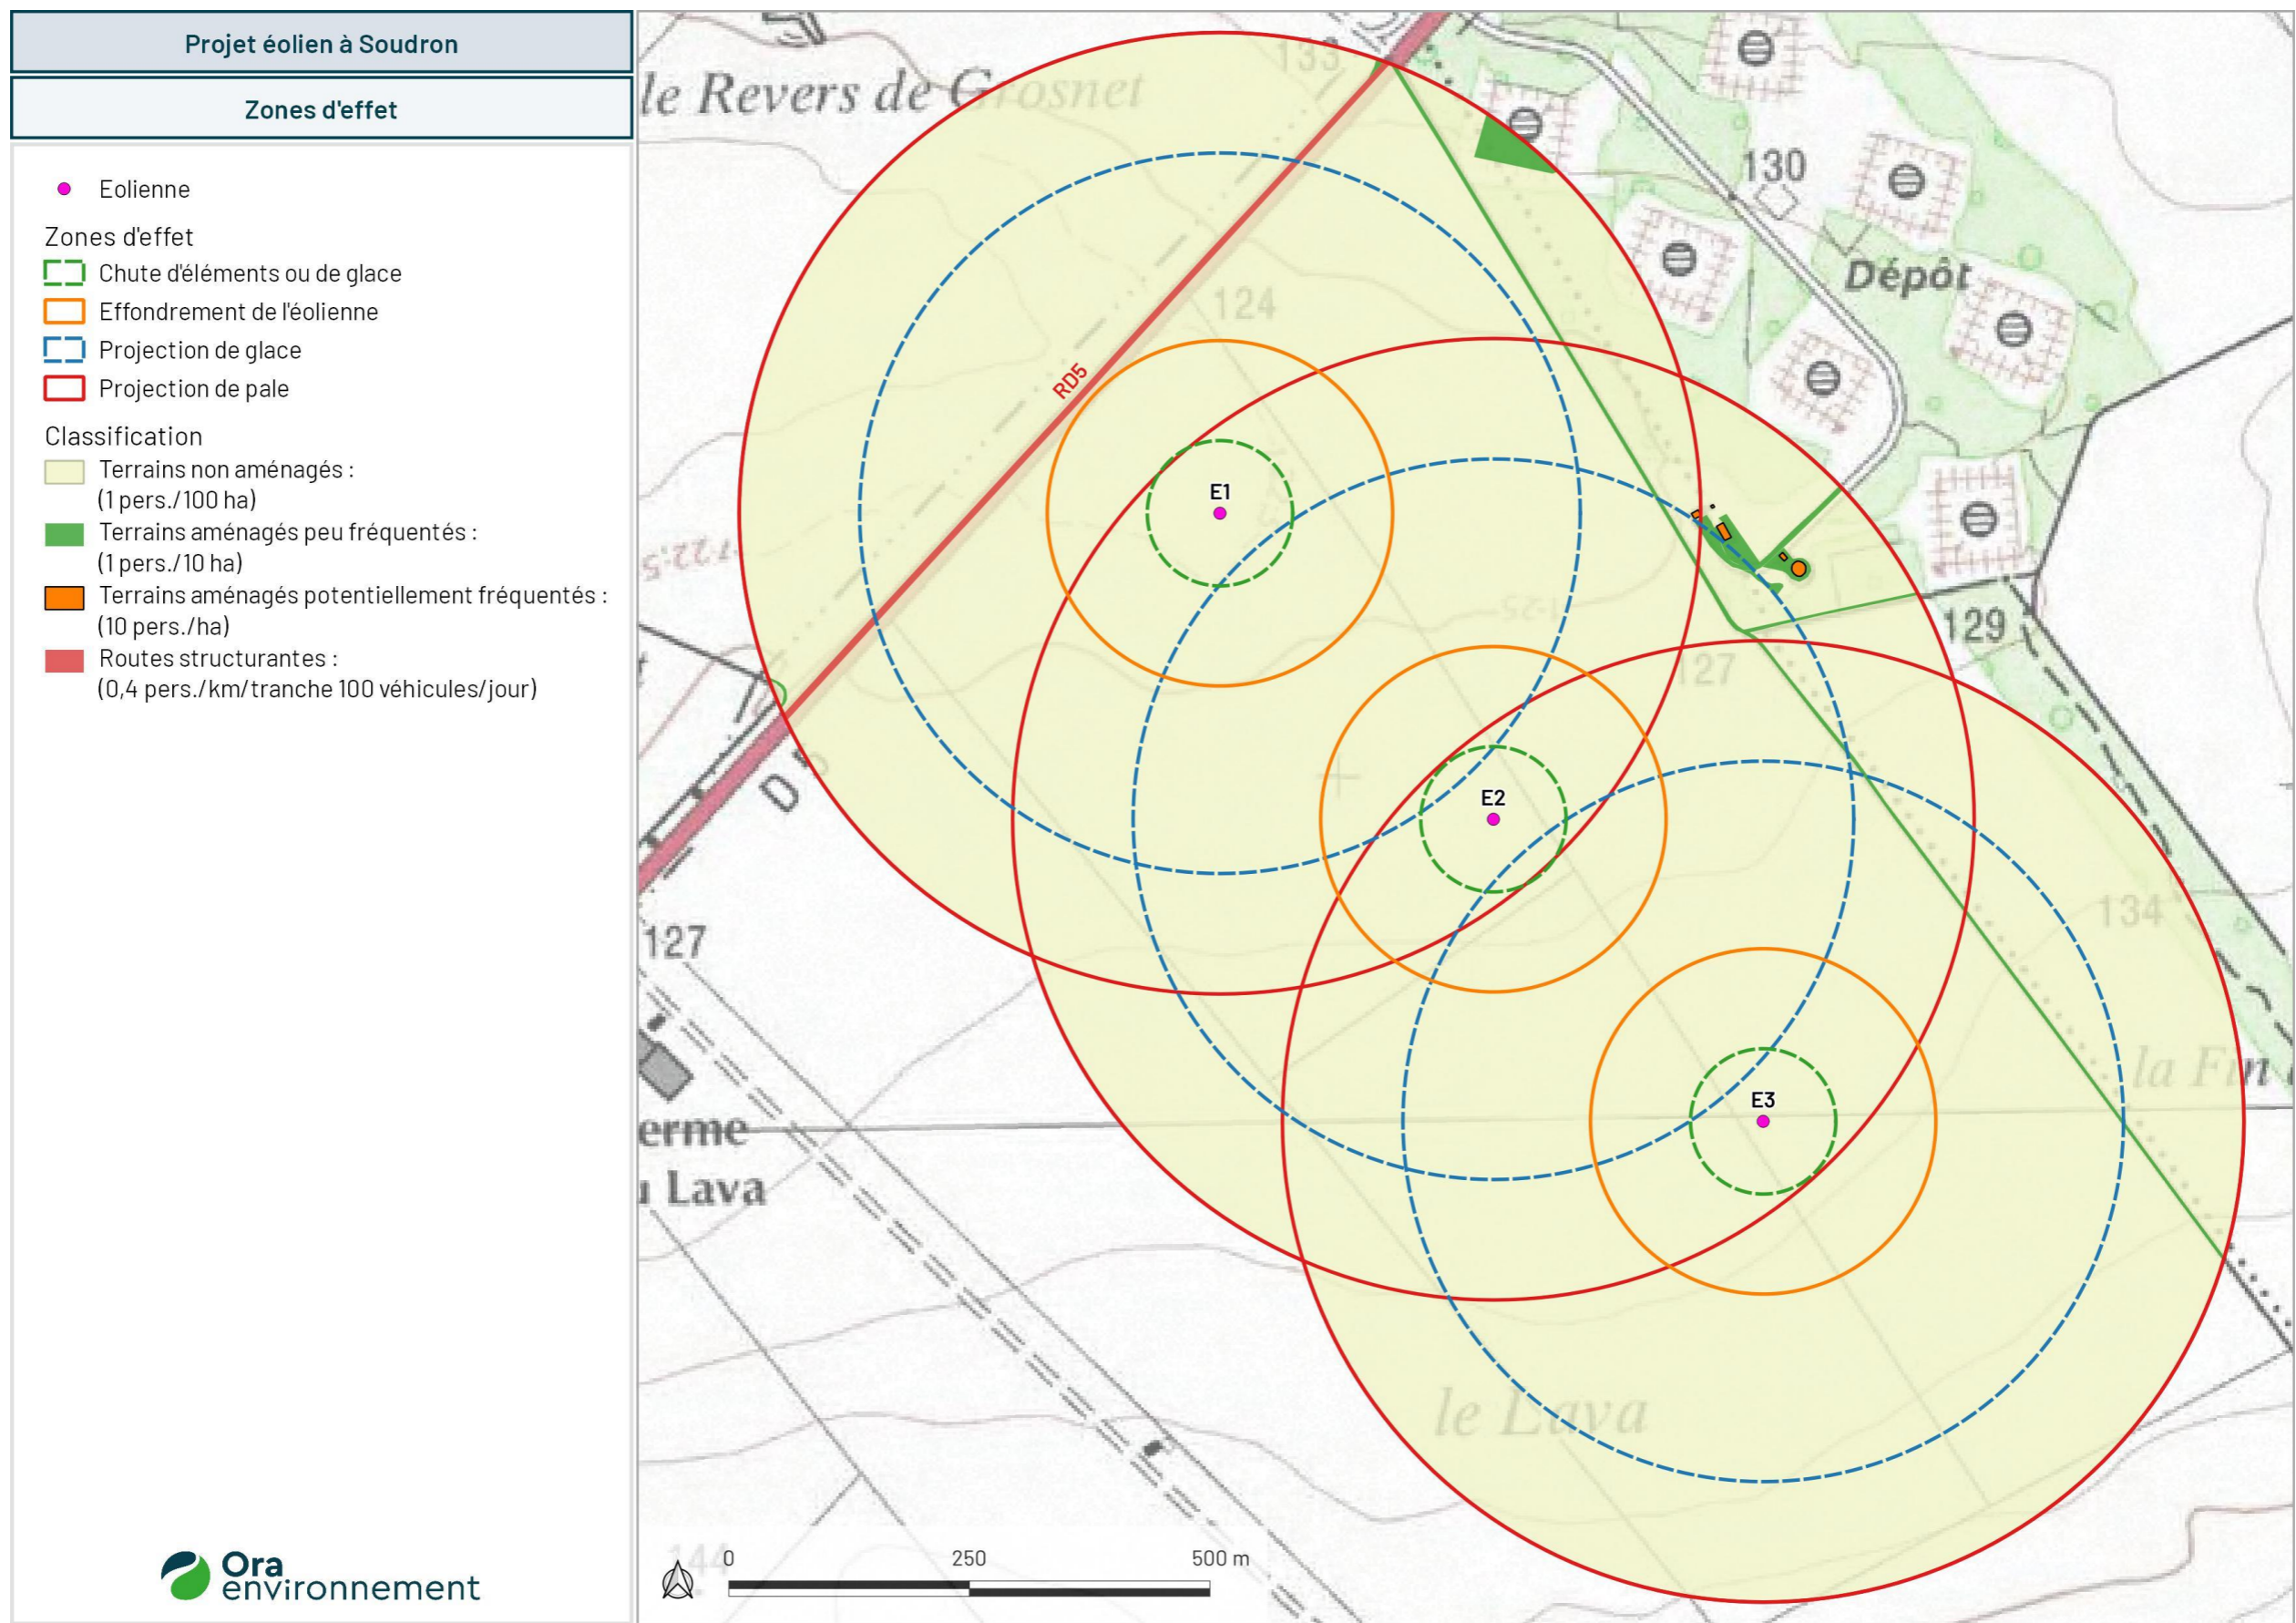 Projet éolien à Soudron
Zones d'effet
Eolienne
Zones d'effet
Chute d'éléments ou de glace
Effondrement de l'éolienne
Projection de glace
Projection de pale
Classification
Terrains non aménagés :
(1 pers./100 ha)
Terrains aménagés peu fréquentés :
(1 pers./10 ha)
Terrains aménagés potentiellement fréquentés :
(10 pers./ha)
Routes structurantes :
(0,4 pers./km/tranche 100 véhicules/jour)
Ora
environnement
133
le Revers de Grosnet
130
Dépôt
124
RD5
E1
129
127
D 5
E2
134
127
la Fin
E3
erme
u Lava
le Lava
144
0 250 500 m